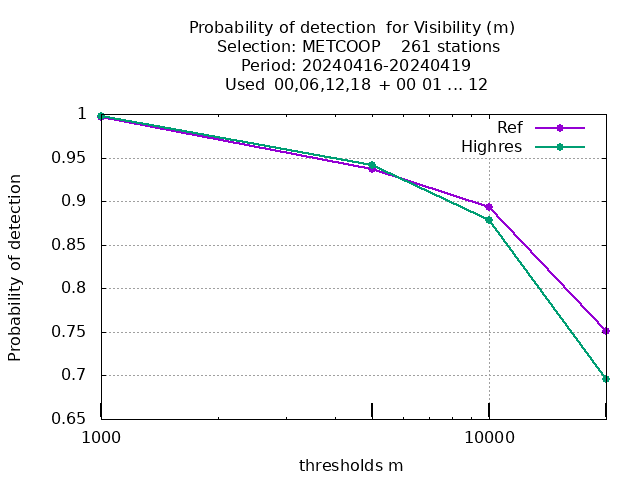 Probability of detection  for Visibility (m)
Selection: METCOOP    261 stations
Period: 20240416-20240419
Used  00,06,12,18 + 00 01 ... 12
Ref
Highres
Probability of detection
1
0.95
0.9
0.85
0.8
0.75
0.7
0.65
1000
10000
thresholds m